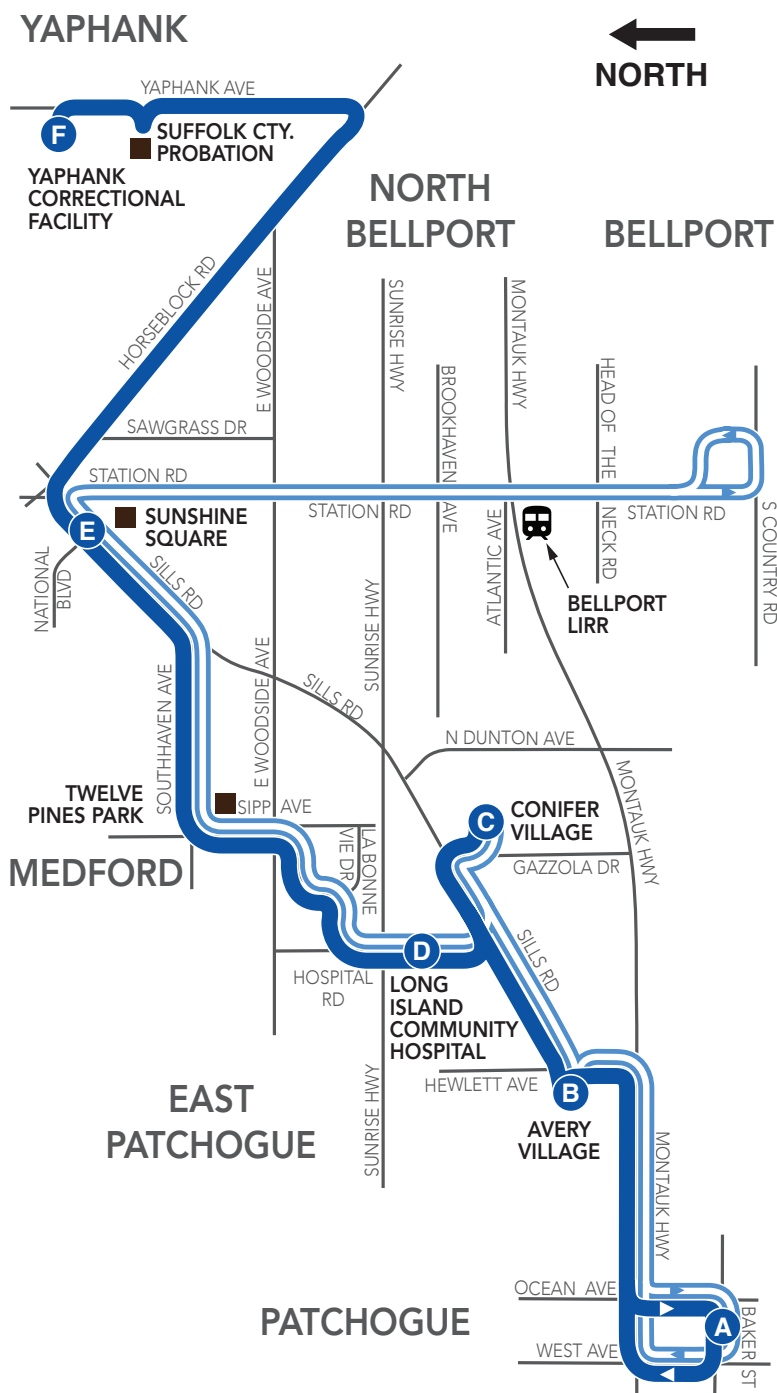 YAPHANK
NORTH
YAPHANK AVE
F
SUFFOLK CTY.
PROBATION
YAPHANK
CORRECTIONAL
FACILITY
NORTH
BELLPORT
BELLPORT
HORSEBLOCK RD
E WOODSIDE AVE
SUNRISE HWY
MONTAUK HWY
BROOKHAVEN AVE
HEAD OF THE NECK RD
SAWGRASS DR
STATION RD
STATION RD
STATION RD
S COUNTRY RD
E
SUNSHINE
SQUARE
NATIONAL
BLVD
SILLS RD
ATLANTIC AVE
BELLPORT
LIRR
SOUTHHAVEN AVE
E WOODSIDE AVE
SILLS RD
SUNRISE HWY
N DUNTON AVE
MONTAUK HWY
TWELVE
PINES PARK
SIPP AVE
LA BONNE
VIE DR
C
CONIFER
VILLAGE
GAZZOLA DR
MEDFORD
SILLS RD
D
HOSPITAL
RD
LONG
ISLAND
COMMUNITY
HOSPITAL
HEWLETT AVE
B
AVERY
VILLAGE
EAST
PATCHOGUE
SUNRISE HWY
MONTAUK HWY
OCEAN AVE
PATCHOGUE
A
WEST AVE
BAKER ST